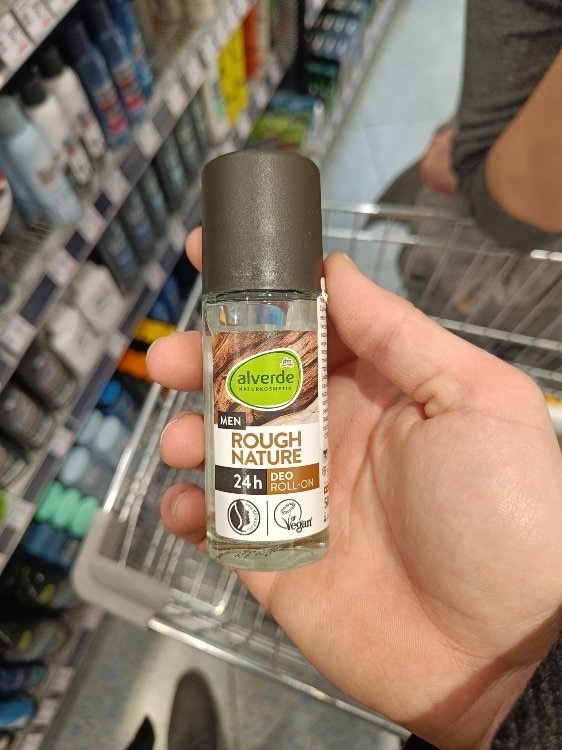 alverde
NATURKOSMETIK
MEN
ROUGH
NATURE
24h
DEO
ROLL-ON
Vegan